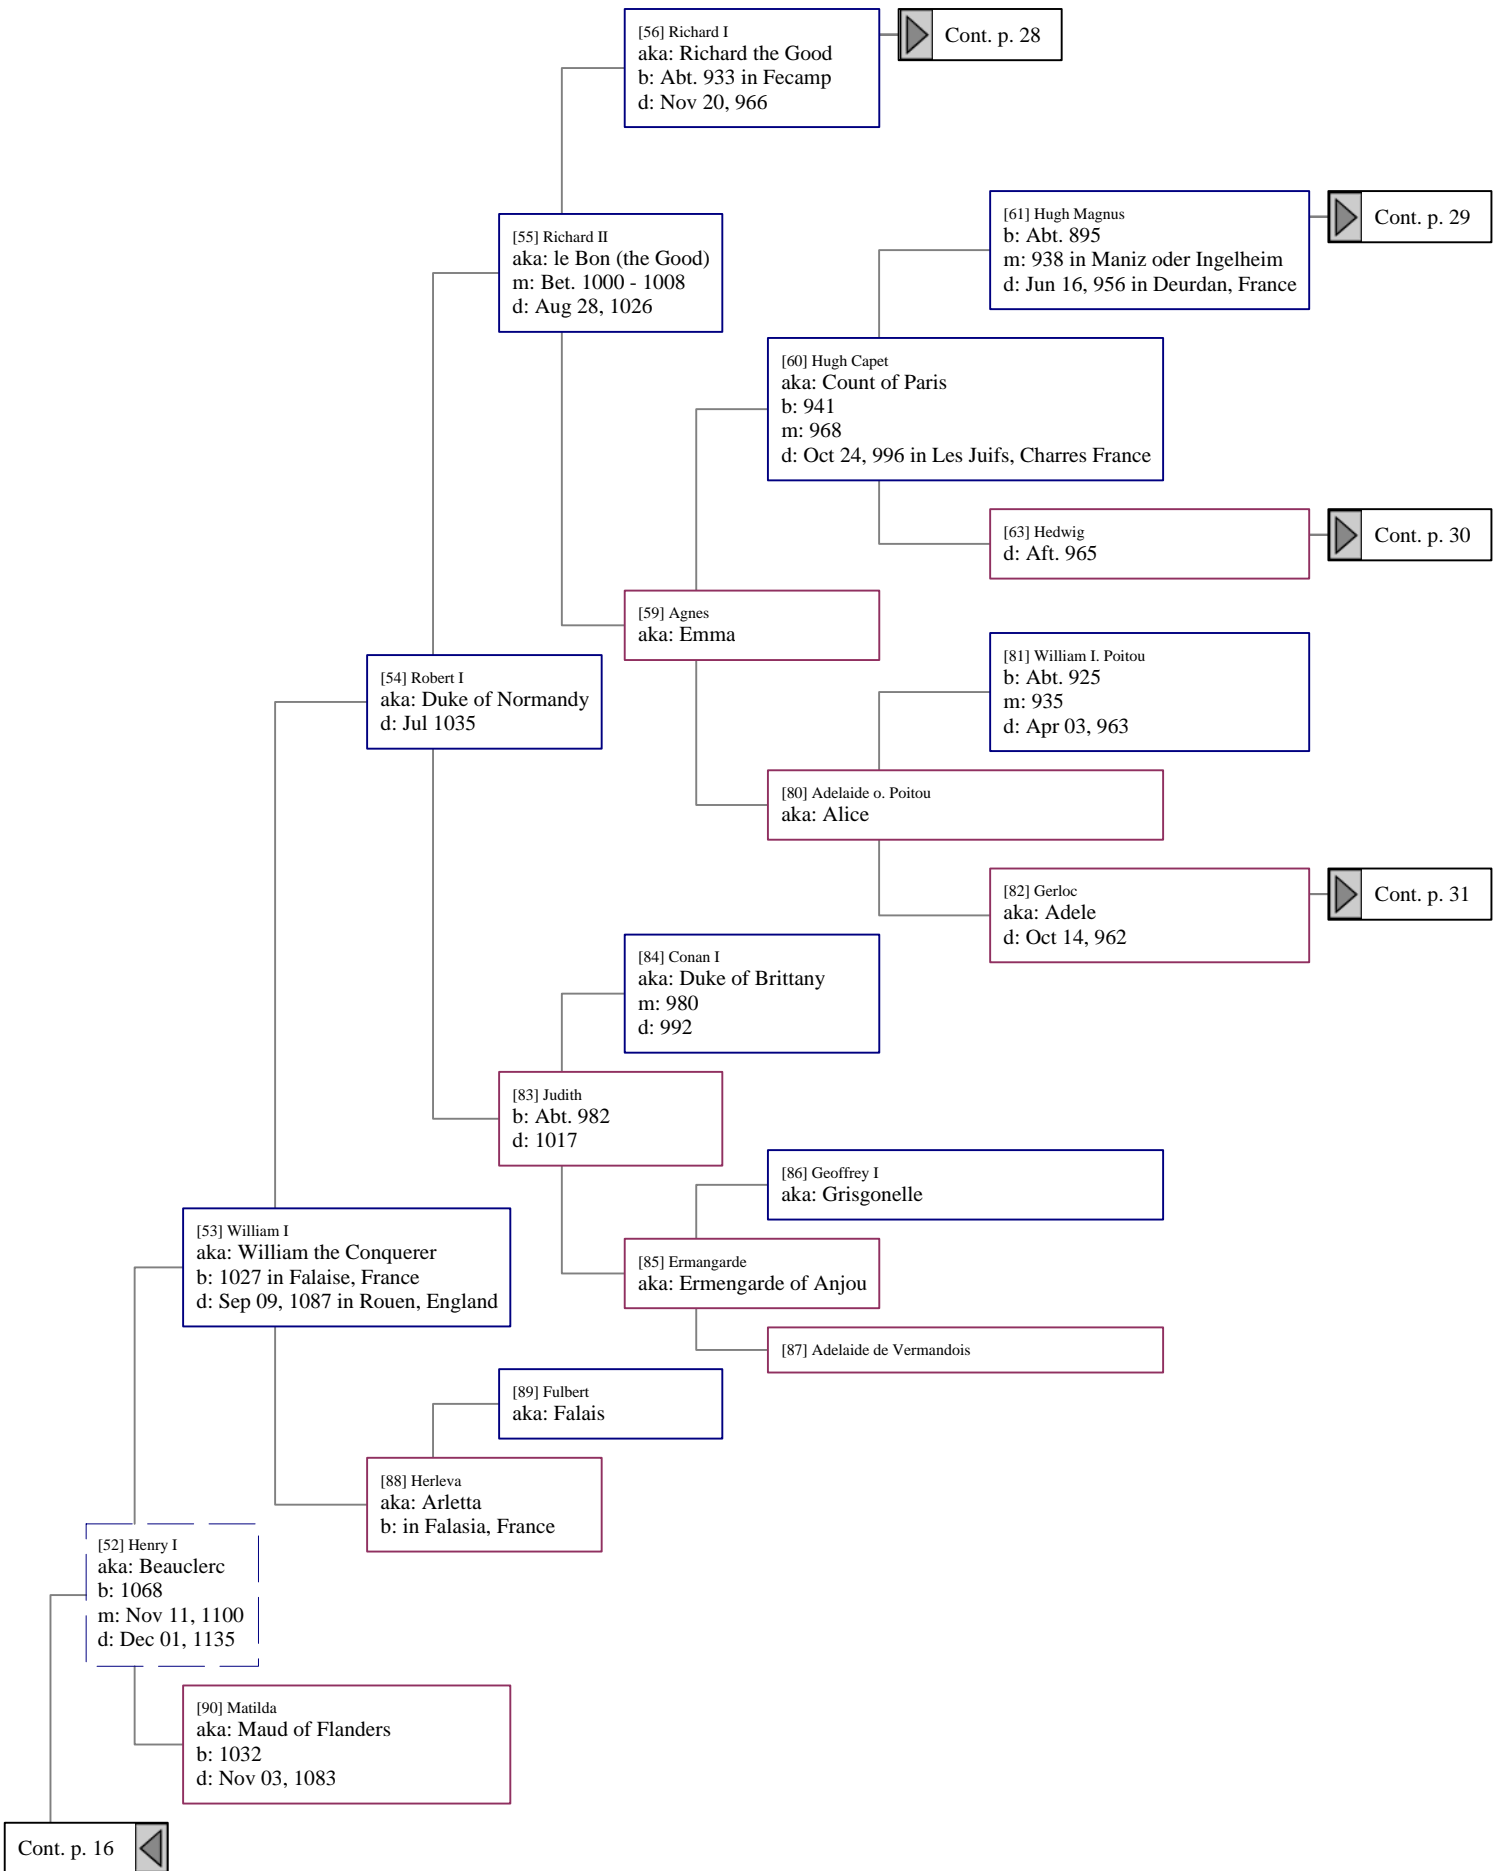 [56] Richard I
aka: Richard the Good
b: Abt. 933 in Fecamp
d: Nov 20, 966
Cont. p. 28
[61] Hugh Magnus
b: Abt. 895
m: 938 in Maniz oder Ingelheim
d: Jun 16, 956 in Deurdan, France
Cont. p. 29
[55] Richard II
aka: le Bon (the Good)
m: Bet. 1000 - 1008
d: Aug 28, 1026
[60] Hugh Capet
aka: Count of Paris
b: 941
m: 968
d: Oct 24, 996 in Les Juifs, Charres France
[63] Hedwig
d: Aft. 965
Cont. p. 30
[59] Agnes
aka: Emma
[81] William I. Poitou
b: Abt. 925
m: 935
d: Apr 03, 963
[54] Robert I
aka: Duke of Normandy
d: Jul 1035
[80] Adelaide o. Poitou
aka: Alice
[82] Gerloc
aka: Adele
d: Oct 14, 962
Cont. p. 31
[84] Conan I
aka: Duke of Brittany
m: 980
d: 992
[83] Judith
b: Abt. 982
d: 1017
[86] Geoffrey I
aka: Grisgonelle
[53] William I
aka: William the Conquerer
b: 1027 in Falaise, France
d: Sep 09, 1087 in Rouen, England
[85] Ermangarde
aka: Ermengarde of Anjou
[87] Adelaide de Vermandois
[89] Fulbert
aka: Falais
[88] Herleva
aka: Arletta
b: in Falasia, France
[52] Henry I
aka: Beauclerc
b: 1068
m: Nov 11, 1100
d: Dec 01, 1135
[90] Matilda
aka: Maud of Flanders
b: 1032
d: Nov 03, 1083
Cont. p. 16